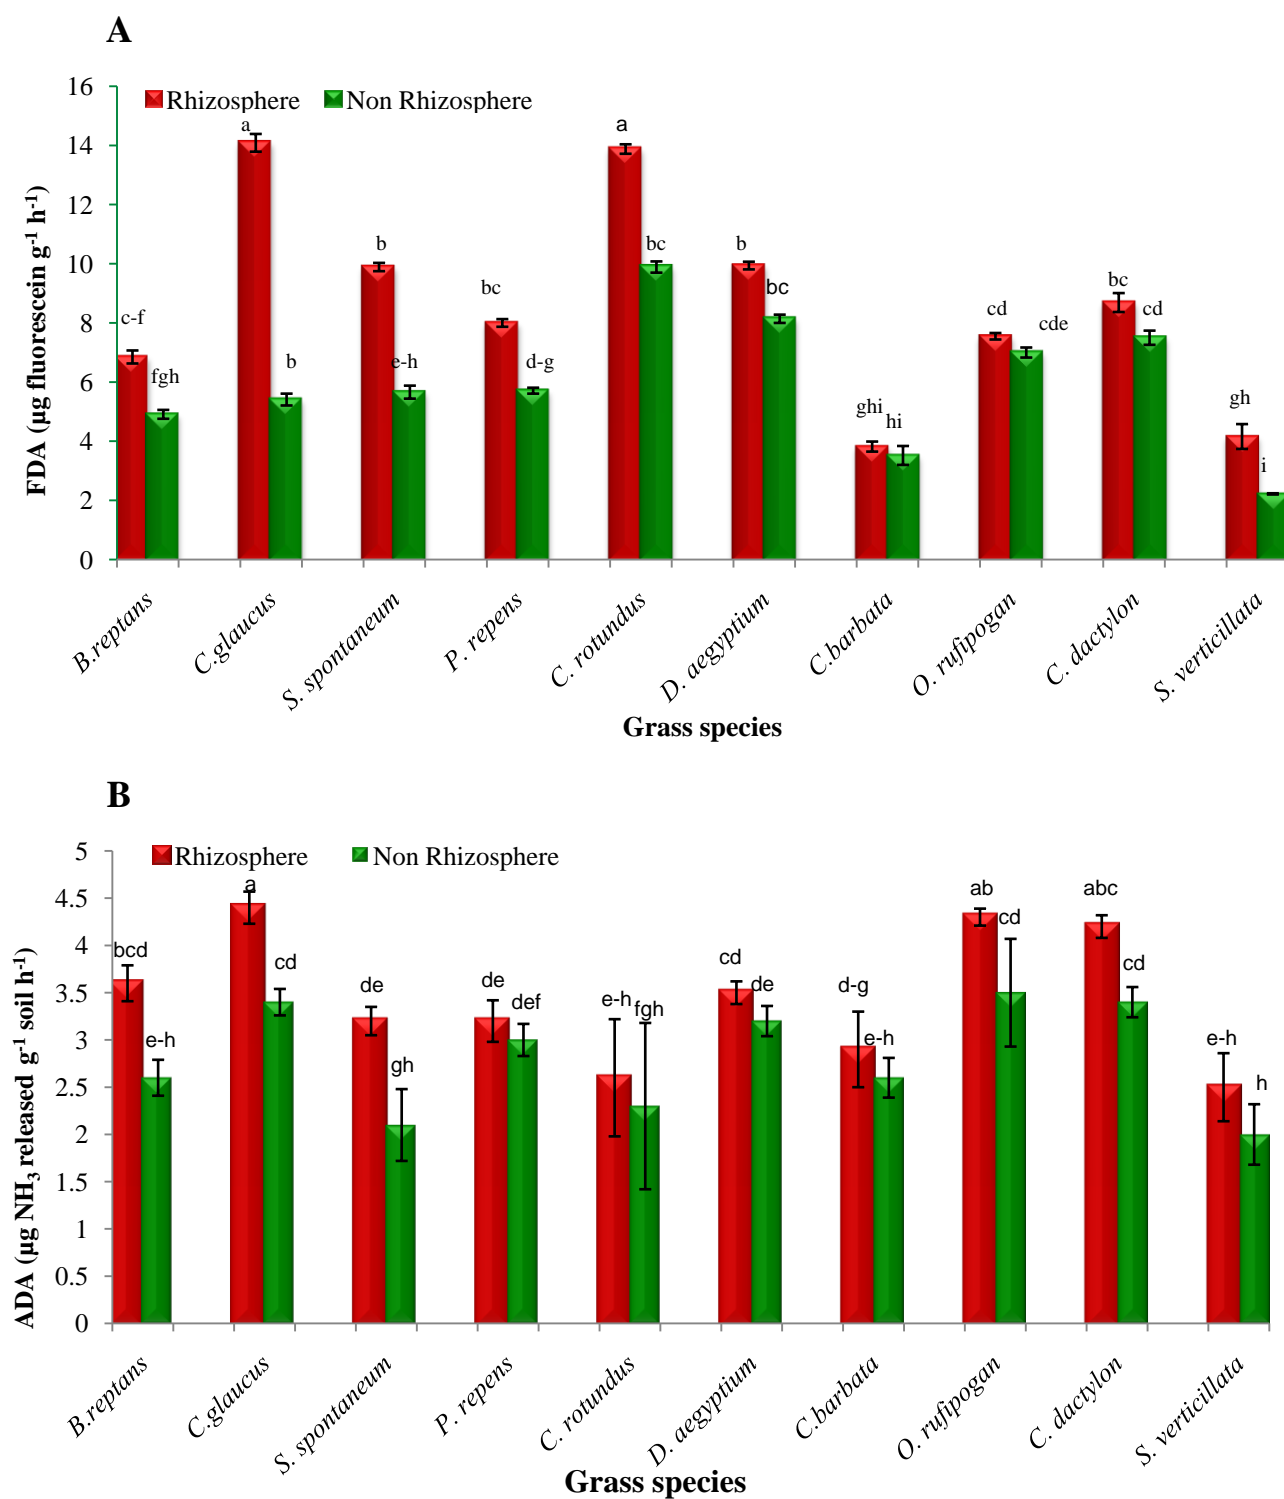 A
16
14
12
10
8
6
4
2
0
FDA (µg fluorescein g-1 h-1)
Rhizosphere
Non Rhizosphere
c-f
fgh
a
b
b
e-h
bc
d-g
a
bc
b
bc
ghi
hi
cd
cde
bc
cd
gh
i
B.reptans
C.glaucus
S. spontaneum
P. repens
C. rotundus
D. aegyptium
C.barbata
O. rufipogan
C. dactylon
S. verticillata
Grass species
B
5
4.5
4
3.5
3
2.5
2
1.5
1
0.5
0
ADA (µg NH3 released g-1 soil h-1)
Rhizosphere
Non Rhizosphere
bcd
e-h
a
cd
de
gh
de
def
e-h
fgh
cd
de
d-g
e-h
ab
cd
abc
cd
e-h
h
B.reptans
C.glaucus
S. spontaneum
P. repens
C. rotundus
D. aegyptium
C.barbata
O. rufipogan
C. dactylon
S. verticillata
Grass species